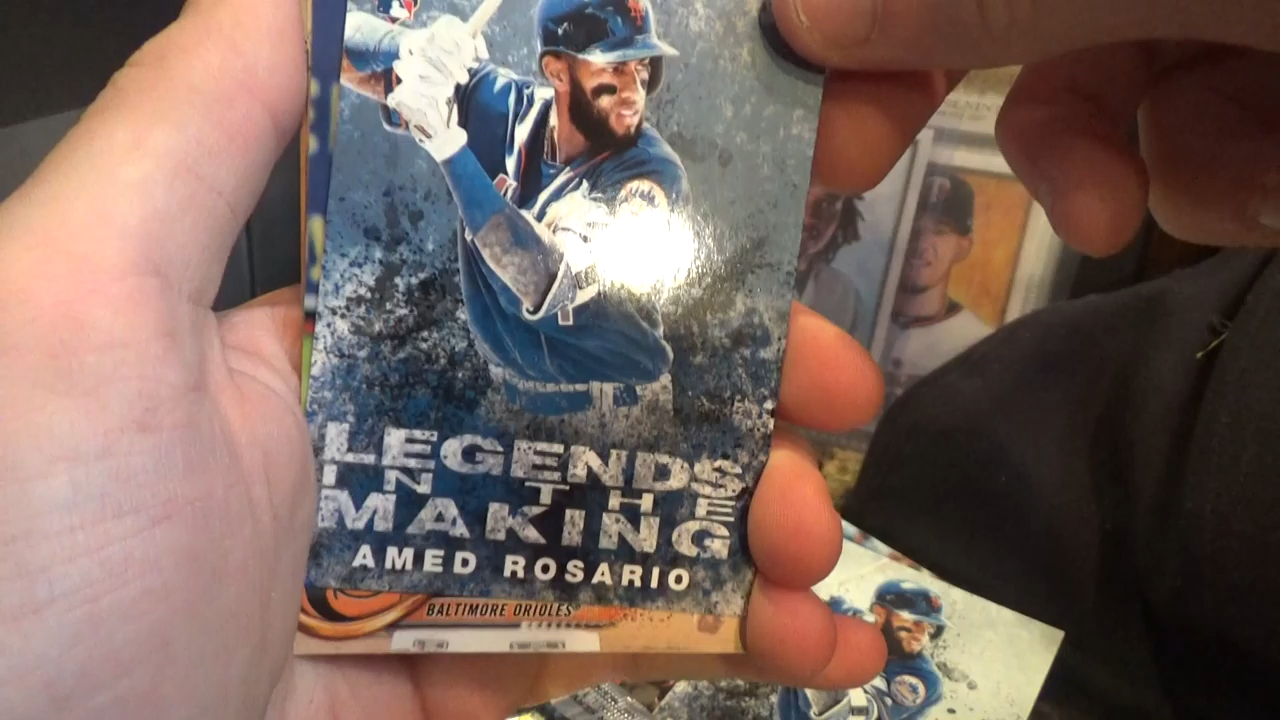 LEGENDS
IN THE
MAKING
AMED ROSARIO
BALTIMORE ORIOLES